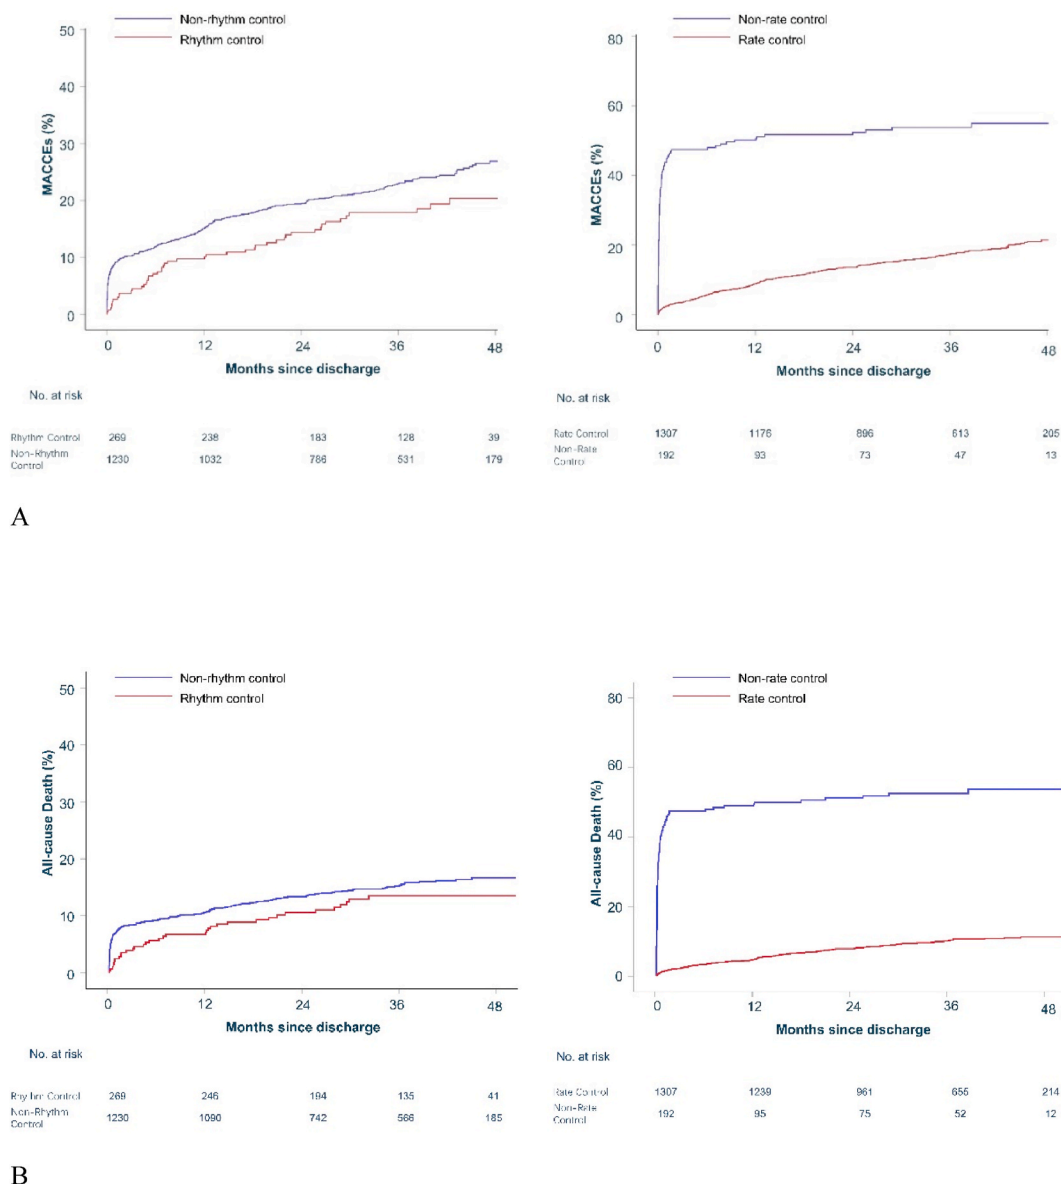 Non-rhythm control
Rhythm control
50
40
30
20
10
0
MACCEs (%)
0 12 24 36 48
Months since discharge
No. at risk
Rhythm Control 269 238 183 128 39
Non-Rhythm
Control 1230 1032 786 531 179
Non-rate control
Rate control
80
60
40
20
0
MACCEs (%)
0 12 24 36 48
Months since discharge
No. at risk
Rate Control 1307 1176 896 613 205
Non-Rate
Control 192 93 73 47 13
A
Non-rhythm control
Rhythm control
50
40
30
20
10
0
All-cause Death (%)
0 12 24 36 48
Months since discharge
No. at risk
Rhythm Control 269 246 194 135 41
Non-Rhythm
Control 1230 1090 742 566 185
Non-rate control
Rate control
80
60
40
20
0
All-cause Death (%)
0 12 24 36 48
Months since discharge
No. at risk
Rate Control 1307 1239 961 655 214
Non-Rate
Control 192 95 75 52 12
B